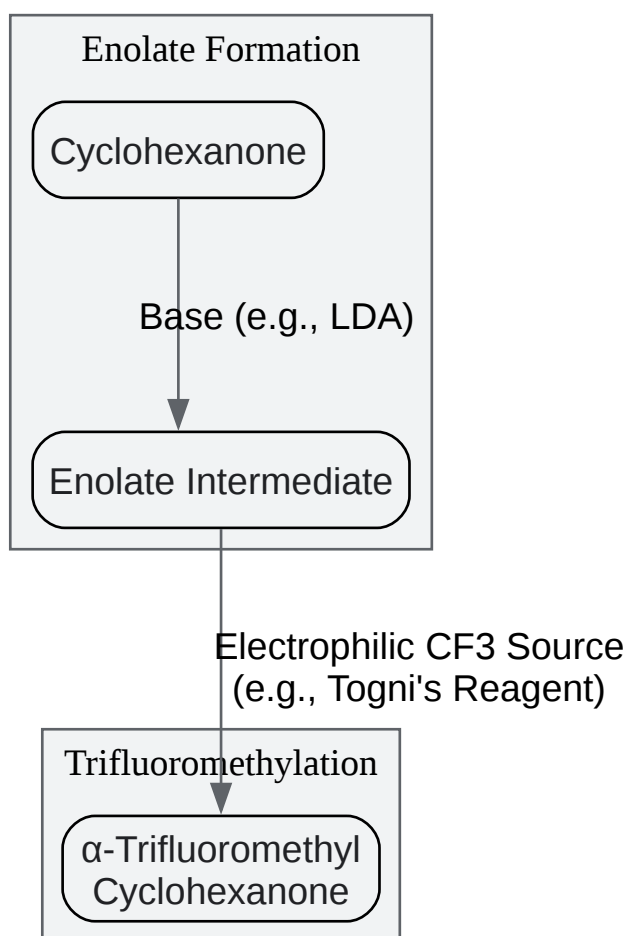 Enolate Formation
Cyclohexanone
Base (e.g., LDA)
Enolate Intermediate
Electrophilic CF3 Source
(e.g., Togni's Reagent)
Trifluoromethylation
α-Trifluoromethyl
Cyclohexanone